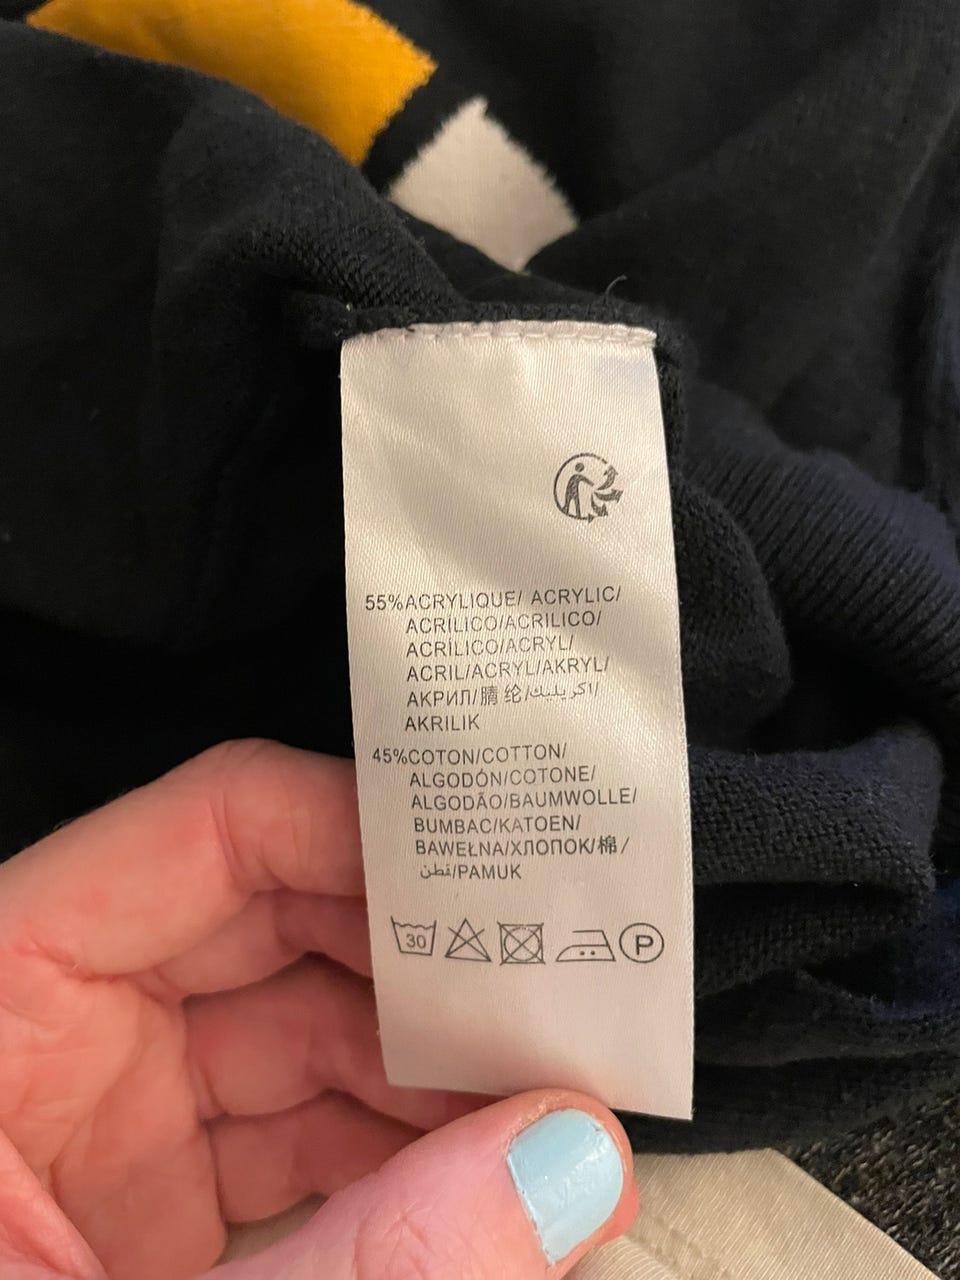 55%ACRYLIQUE/ ACRYLIC/
ACRILICO/ACRILICO/
ACRÍLICO/ACRYL/
ACRIL/ACRYL/AKRYL/
АКРИЛ/腈 纶/اكريليك/
AKRILIK
45%COTON/COTTON/
ALGODÓN/COTONE/
ALGODÃO/BAUMWOLLE/
BUMBAC/KATOEN/
BAWEŁNA/ХЛОПОК/棉/
قطن/PAMUK
30 P